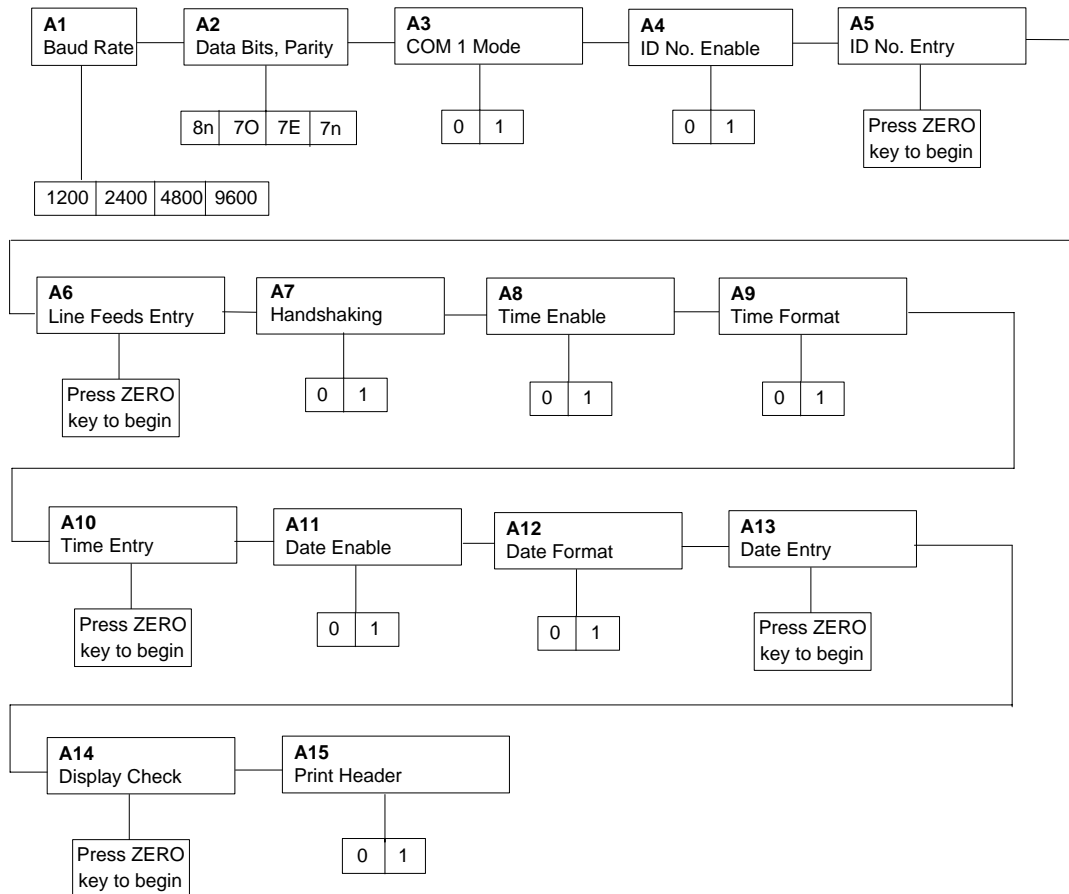 A1
Baud Rate
A2
Data Bits, Parity
A3
COM 1 Mode
A4
ID No. Enable
A5
ID No. Entry
8n 7O 7E 7n
0 1
0 1
Press ZERO
key to begin
1200 2400 4800 9600
A6
Line Feeds Entry
A7
Handshaking
A8
Time Enable
A9
Time Format
Press ZERO
key to begin
0 1
0 1
0 1
A10
Time Entry
A11
Date Enable
A12
Date Format
A13
Date Entry
Press ZERO
key to begin
0 1
0 1
Press ZERO
key to begin
A14
Display Check
A15
Print Header
Press ZERO
key to begin
0 1